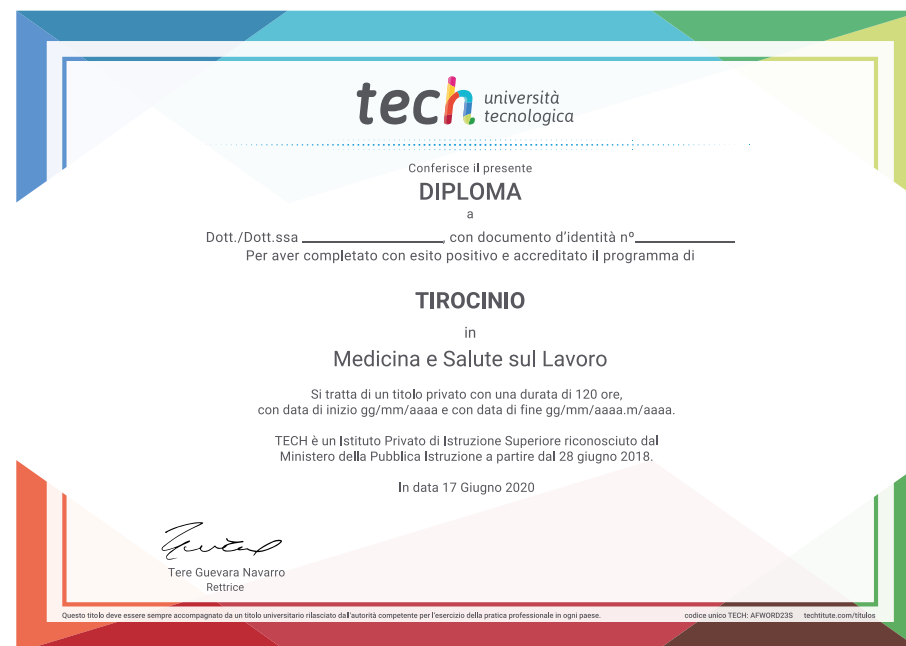 tech università
tecnologica
Conferisce il presente
DIPLOMA
a
Dott./Dott.ssa ____________________, con documento d'identità nº______________
Per aver completato con esito positivo e accreditato il programma di
TIROCINIO
in
Medicina e Salute sul Lavoro
Si tratta di un titolo privato con una durata di 120 ore,
con data di inizio gg/mm/aaaa e con data di fine gg/mm/aaaa.m/aaaa.
TECH è un Istituto Privato di Istruzione Superiore riconosciuto dal
Ministero della Pubblica Istruzione a partire dal 28 giugno 2018.
In data 17 Giugno 2020
Tere Guevara Navarro
Rettrice
Questo titolo deve essere sempre accompagnato da un titolo universitario rilasciato dall'autorità competente per l'esercizio della pratica professionale in ogni paese. codice unico TECH: AFWORD23S techtitute.com/titulos